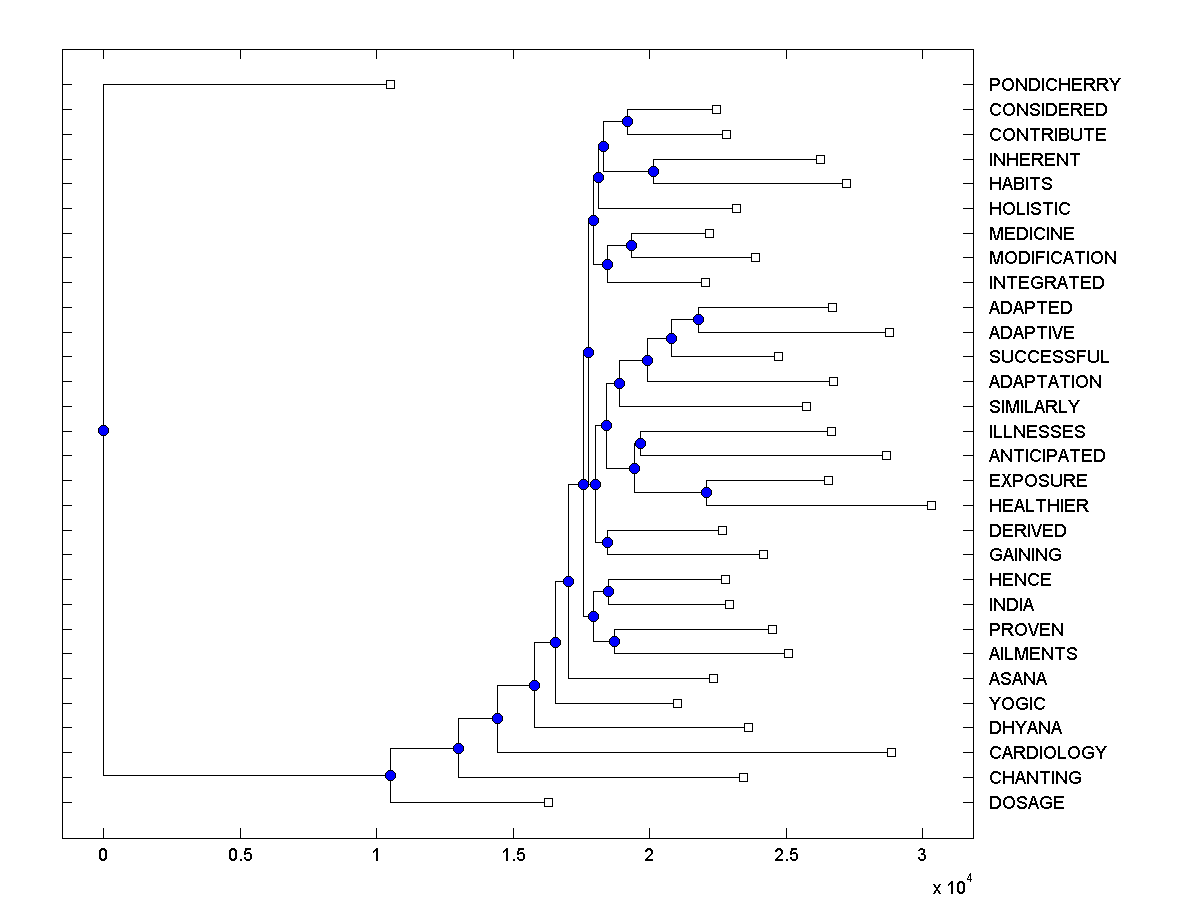 PONDICHERRY
CONSIDERED
CONTRIBUTE
INHERENT
HABITS
HOLISTIC
MEDICINE
MODIFICATION
INTEGRATED
ADAPTED
ADAPTIVE
SUCCESSFUL
ADAPTATION
SIMILARLY
ILLNESSES
ANTICIPATED
EXPOSURE
HEALTHIER
DERIVED
GAINING
HENCE
INDIA
PROVEN
AILMENTS
ASANA
YOGIC
DHYANA
CARDIOLOGY
CHANTING
DOSAGE
0 0.5 1 1.5 2 2.5 3
x 10^4